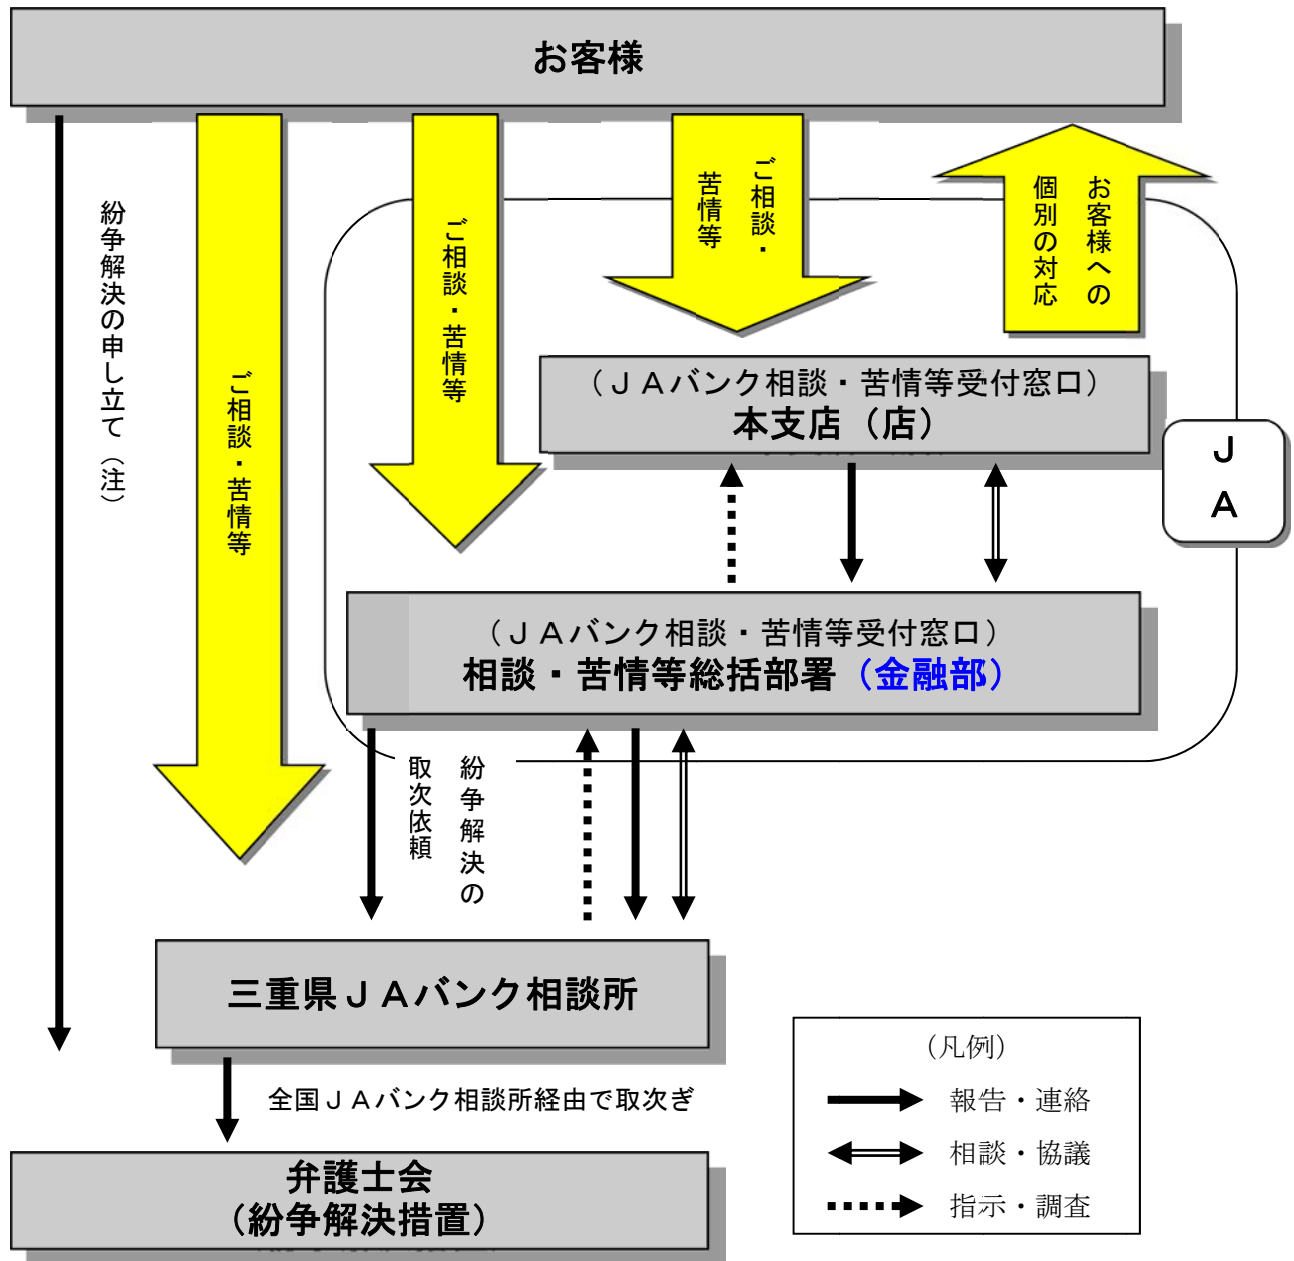 お客様
紛争解決の申し立て（注）
ご相談・苦情等
ご相談・苦情等
ご相談・
苦情等
お客様への
個別の対応
（ＪＡバンク相談・苦情等受付窓口）
本支店（店）
ＪＡ
（ＪＡバンク相談・苦情等受付窓口）
相談・苦情等総括部署（金融部）
紛争解決の
取次依頼
三重県ＪＡバンク相談所
全国ＪＡバンク相談所経由で取次ぎ
弁護士会
（紛争解決措置）
（凡例）
報告・連絡
相談・協議
指示・調査